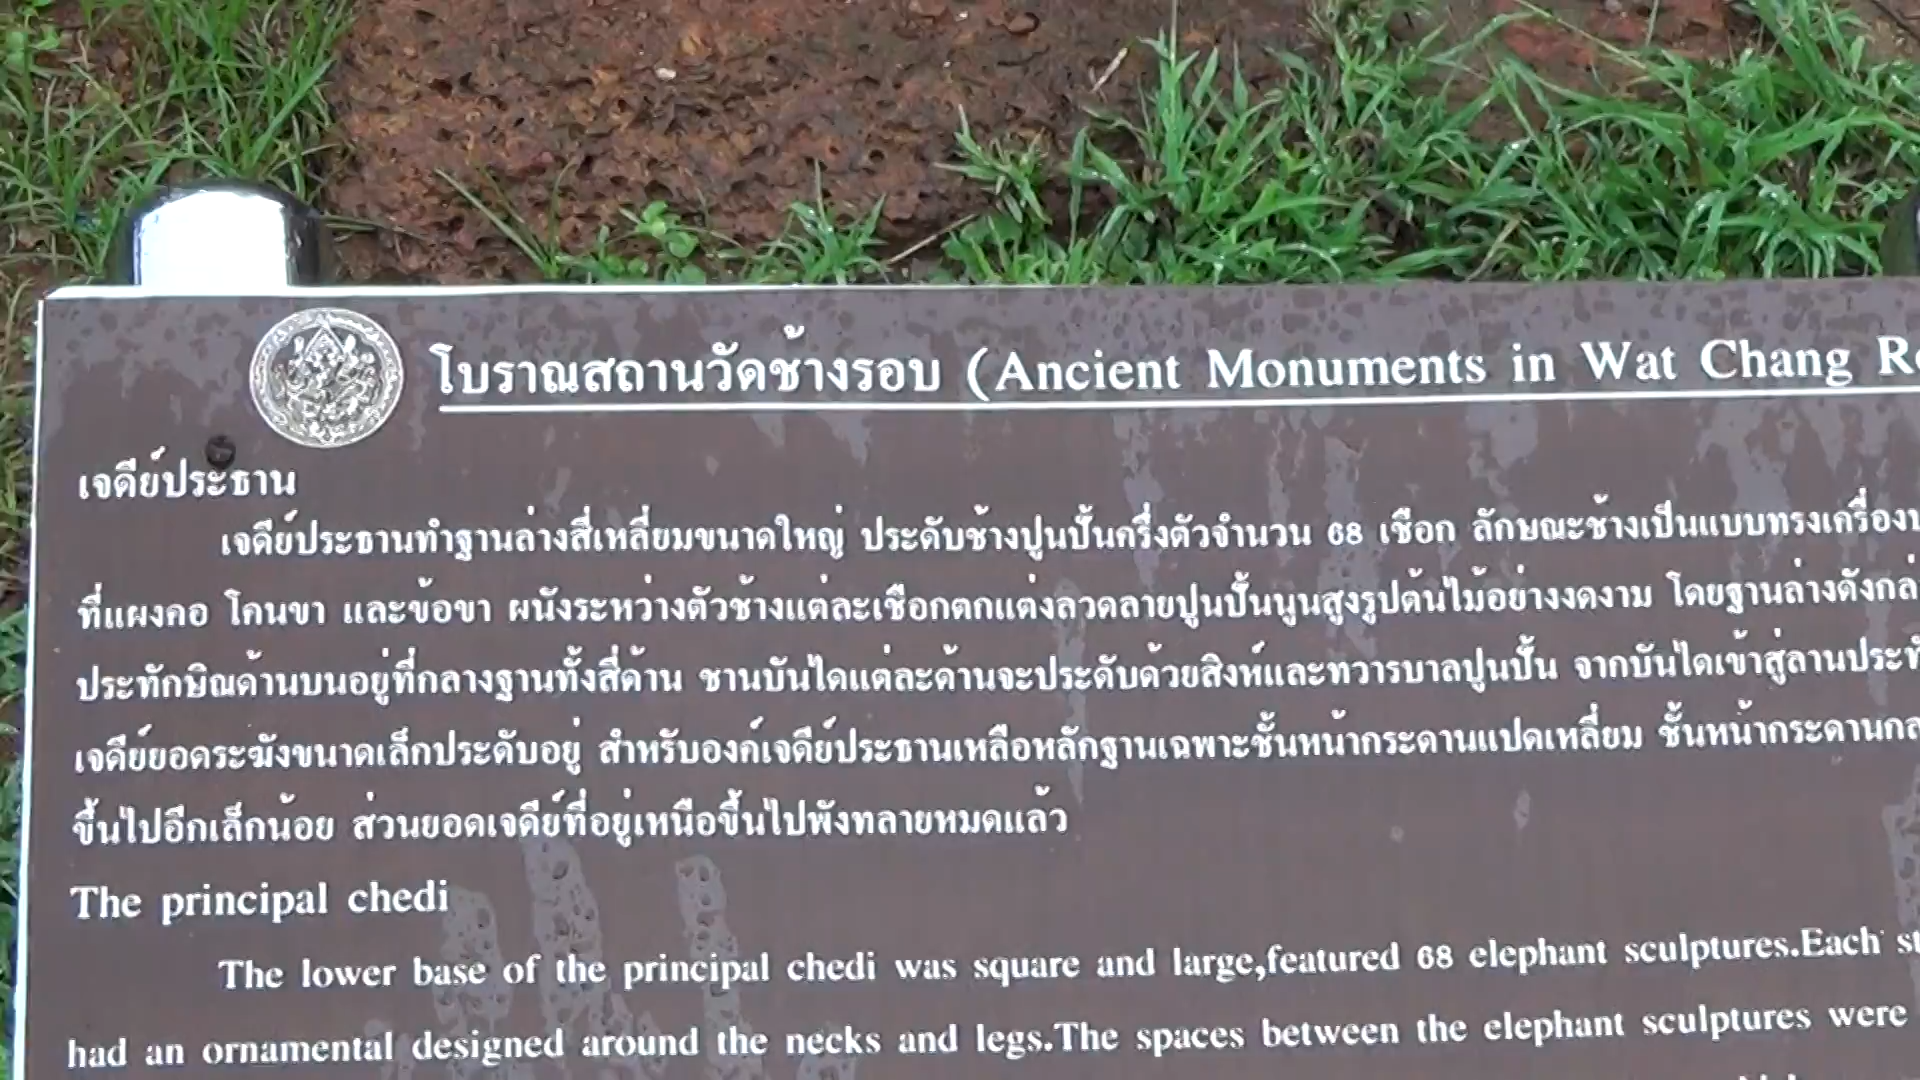 โบราณสถานวัดช้างรอบ (Ancient Monuments in Wat Chang
เจดีย์ประธาน
เจดีย์ประธานทำฐานล่างสี่เหลี่ยมขนาดใหญ่ ประดับช้างปูนปั้นครึ่งตัวจำนวน 68 เชือก ลักษณะช้างเป็นแบบทรงเครื่อง
ที่แผงคอ โคนขา และข้อขา ผนังระหว่างตัวช้างแต่ละเชือกตกแต่งลวดลายปูนปั้นนูนสูงรูปต้นไม้อย่างงดงาม โดยฐานล่าง
ประทักษิณด้านบนอยู่ที่กลางฐานทั้งสี่ด้าน ชานบันไดแต่ละด้านจะประดับด้วยสิงห์และทวารบาลปูนปั้น จากบันไดเข้าสู่ลาน
เจดีย์ยอดระฆังขนาดเล็กประดับอยู่ สำหรับองค์เจดีย์ประธานเหลือหลักฐานเฉพาะชั้นหน้ากระดานแปดเหลี่ยม ชั้นหน้ากระดาน
ขึ้นไปอีกเล็กน้อย ส่วนยอดเจดีย์ที่อยู่เหนือขึ้นไปพังทลายหมดแล้ว
The principal chedi
The lower base of the principal chedi was square and large,featured 68 elephant sculptures.Each
had an ornamental designed around the necks and legs.The spaces between the elephant sculptures were